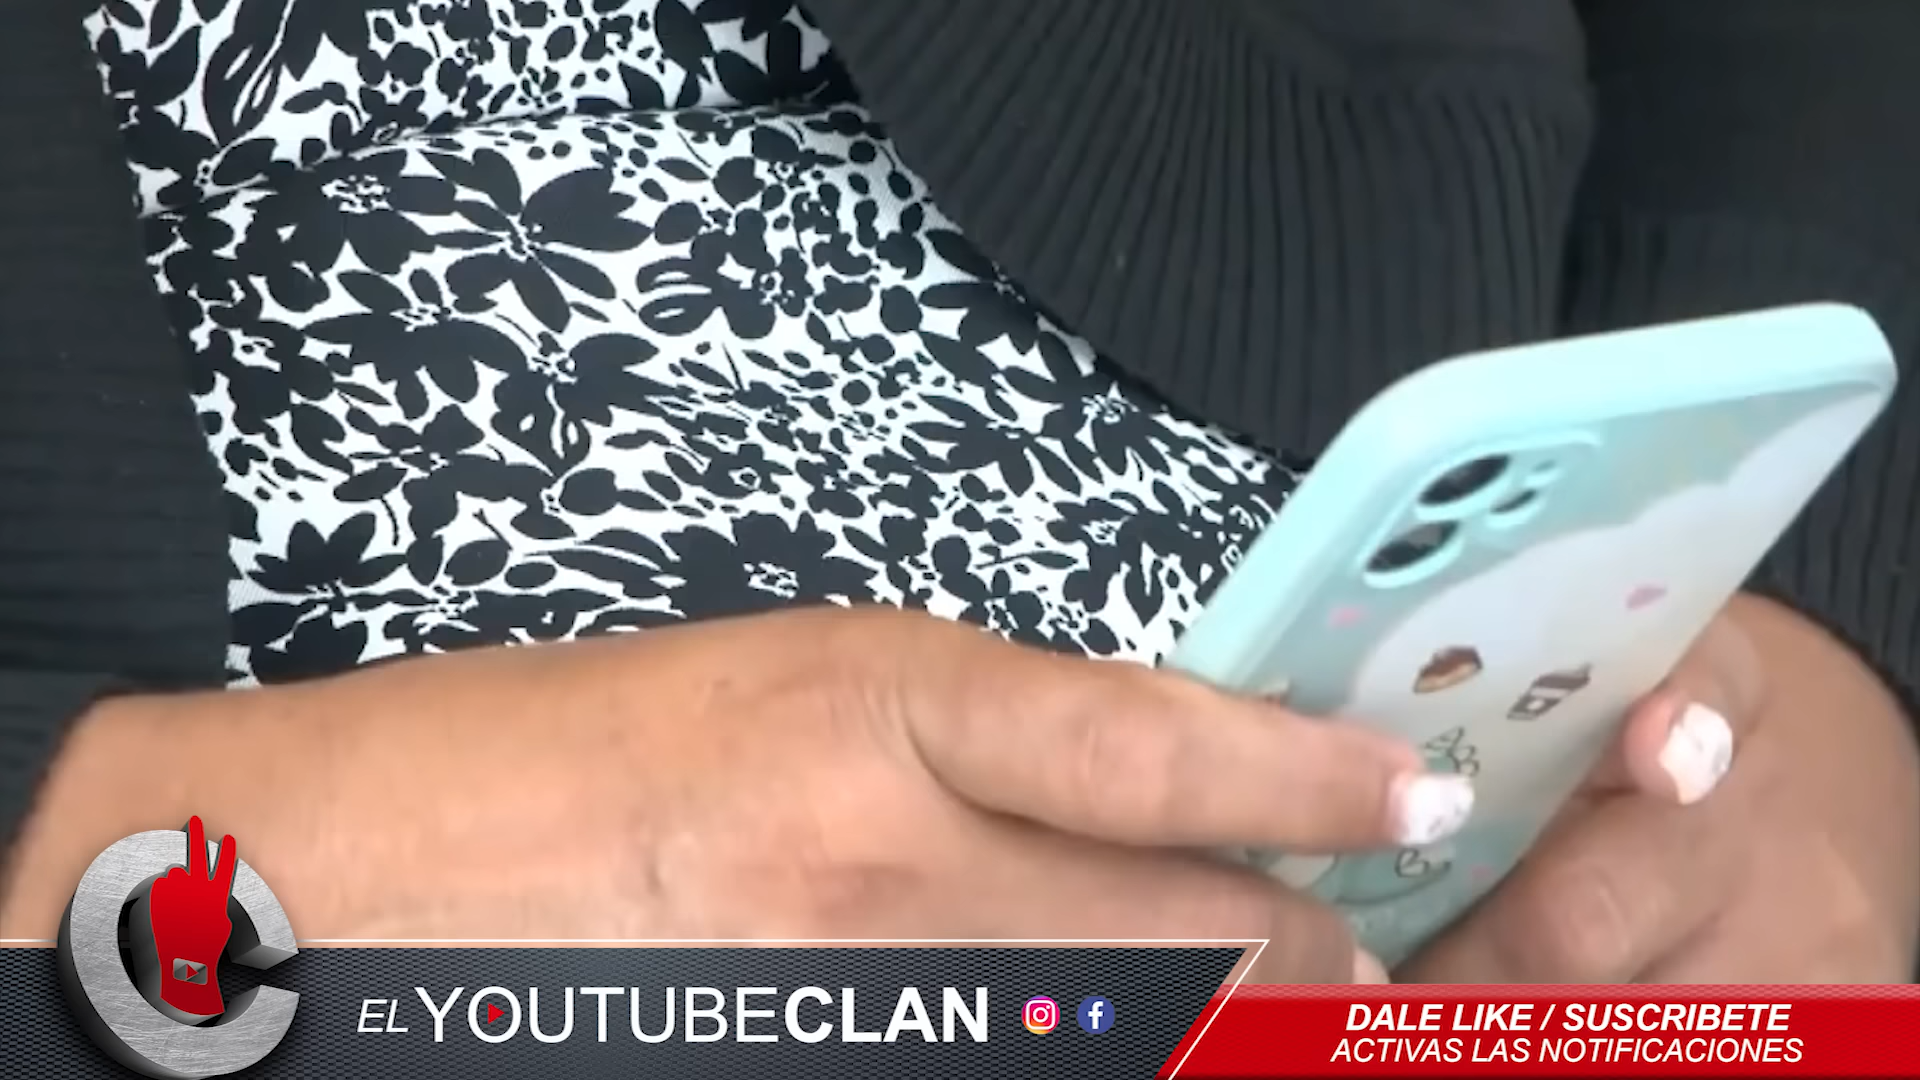 EL YOUTUBECLAN
DALE LIKE / SUSCRIBETE
ACTIVAS LAS NOTIFICACIONES